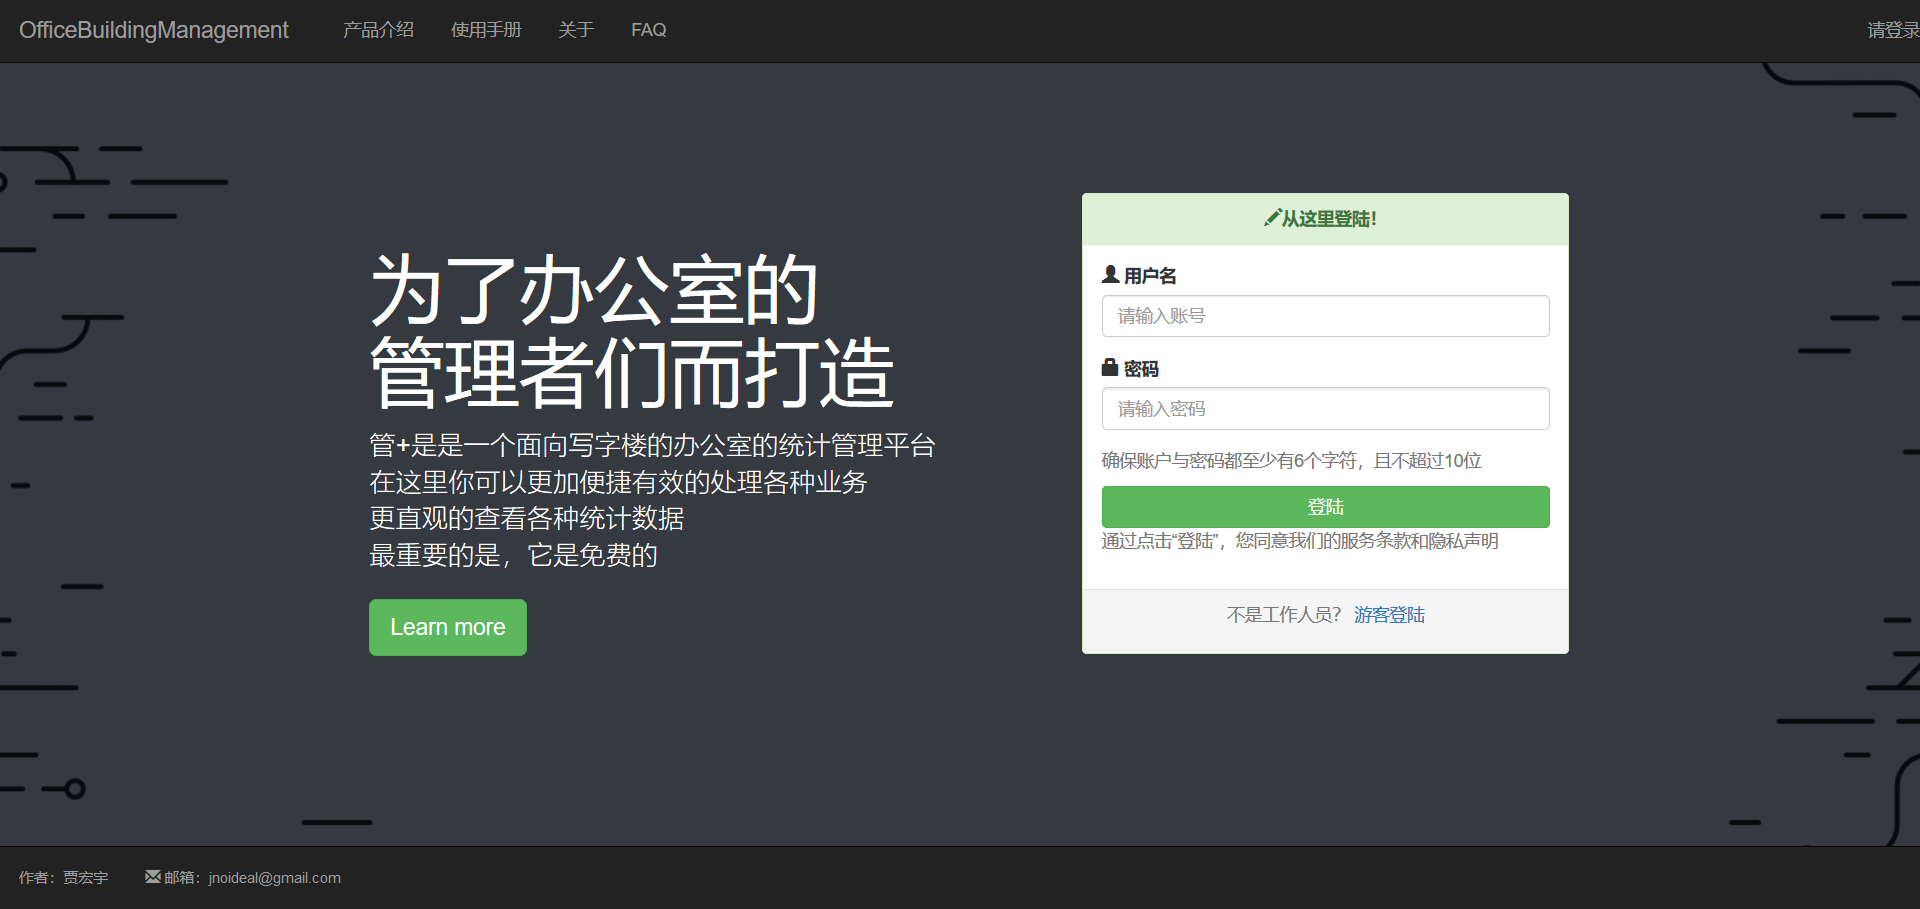 OfficeBuildingManagement 产品介绍 使用手册 关于 FAQ 请登录
为了办公室的
管理者们而打造
管+是是一个面向写字楼的办公室的统计管理平台
在这里你可以更加便捷有效的处理各种业务
更直观的查看各种统计数据
最重要的是，它是免费的
Learn more
从这里登陆！
用户名
请输入账号
密码
请输入密码
确保账户与密码都至少有6个字符，且不超过10位
登陆
通过点击“登陆”，您同意我们的服务条款和隐私声明
不是工作人员？ 游客登陆
作者：贾宏宇 邮箱：jnoideal@gmail.com